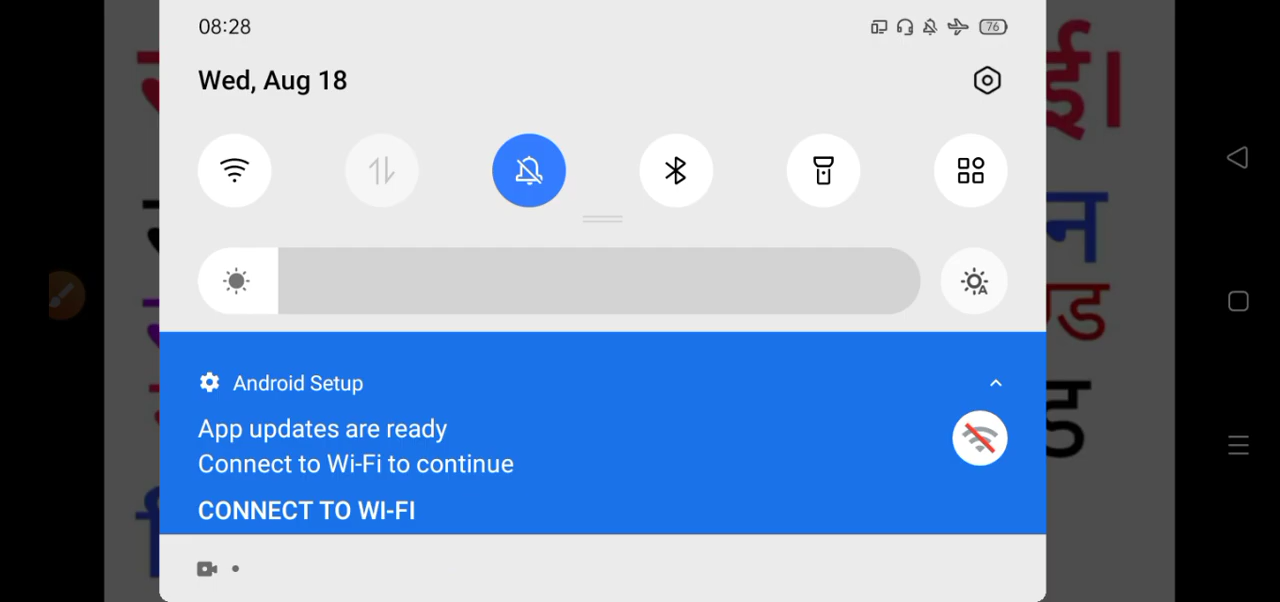 08:28
76
Wed, Aug 18
Android Setup
App updates are ready
Connect to Wi-Fi to continue
CONNECT TO WI-FI